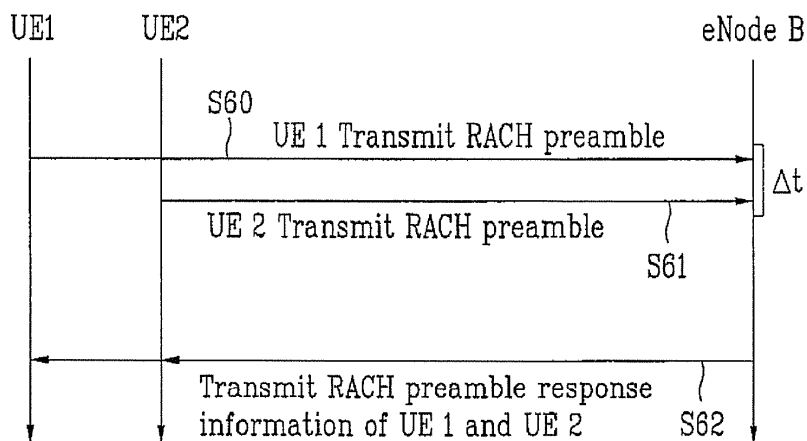 UE1
UE2
eNode B
S60
UE 1 Transmit RACH preamble
Δt
UE 2 Transmit RACH preamble
S61
Transmit RACH preamble response
information of UE 1 and UE 2
S62